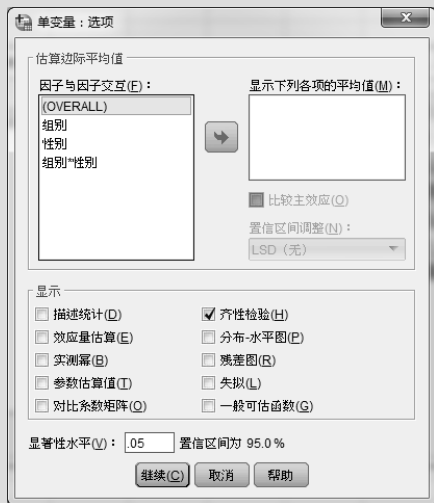 单变量：选项
估算边际平均值
因子与因子交互(F)：
(OVERALL)
组别
性别
组别*性别
显示下列各项的平均值(M)：
比较主效应(O)
置信区间调整(N)：
LSD（无）
显示
描述统计(D)
齐性检验(H)
效应量估算(E)
分布-水平图(P)
实测幂(B)
残差图(R)
参数估算值(T)
失拟(L)
对比系数矩阵(O)
一般可估函数(G)
显著性水平(V)： .05 置信区间为 95.0 %
继续(C) 取消 帮助